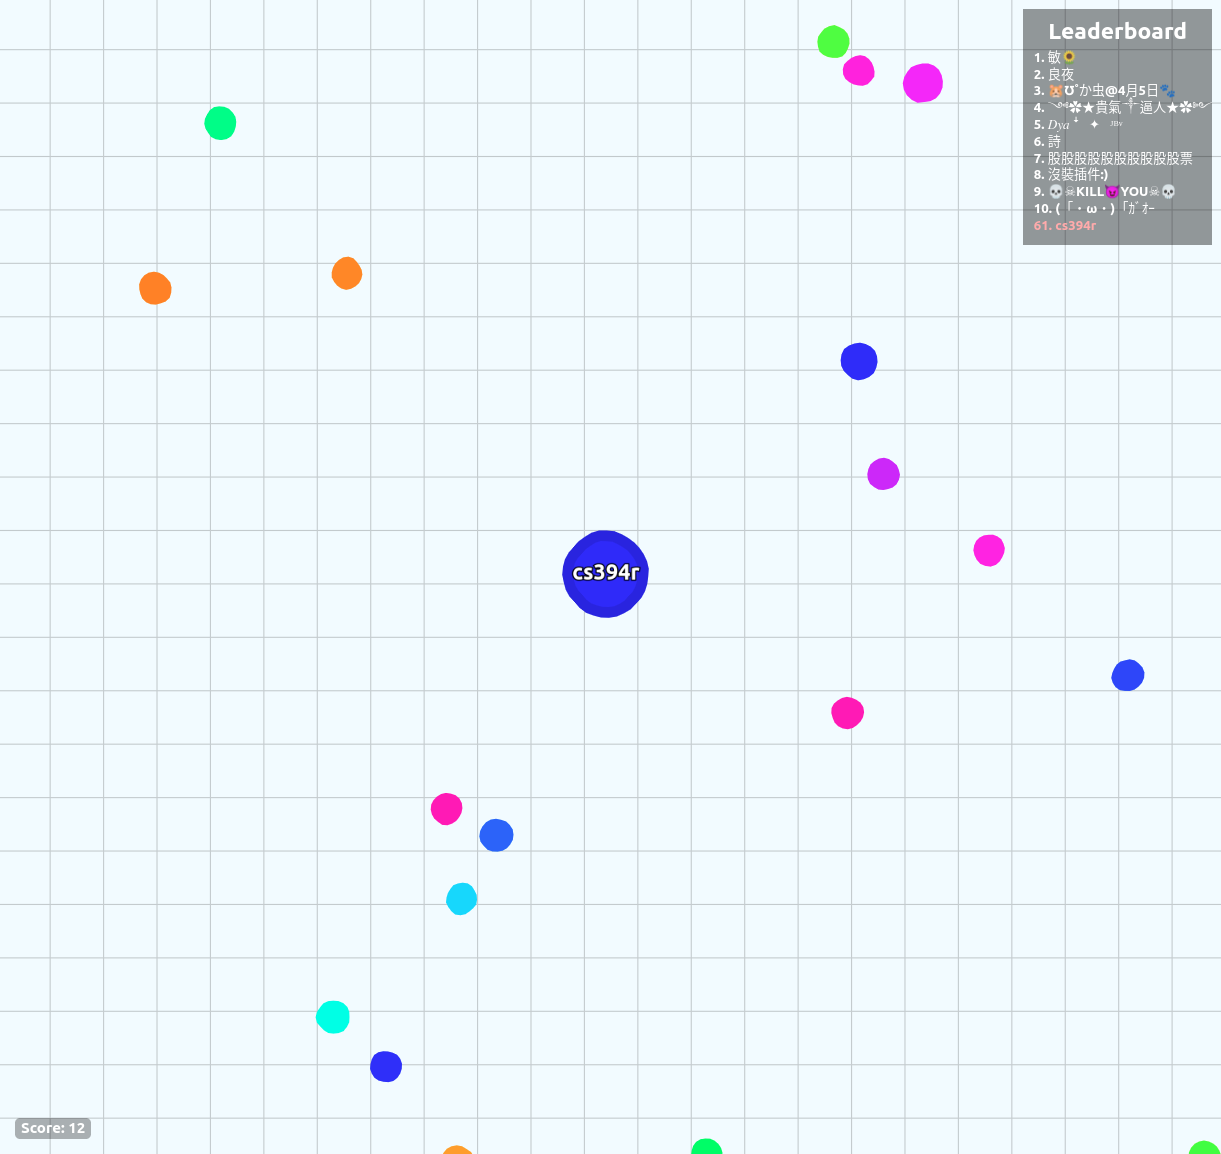 Leaderboard
1. 敏🌻
2. 良夜
3. 🐹℧°か虫@4月5日🐾
4. ༺✿★貴氣༒逼人★✿༻
5. Dya ⁺ ✦ ᴶᴮᵛ
6. 詩
7. 股股股股股股股股股股票
8. 沒裝插件:)
9. 💀☠KILL😈YOU☠💀
10. (「・ω・)「ｶﾞｵｰ
61. cs394r
cs394r
Score: 12